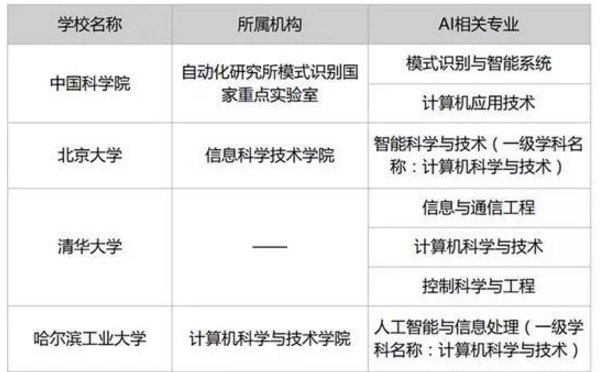 学校名称 所属机构 AI相关专业
中国科学院 自动化研究所模式识别国
家重点实验室 模式识别与智能系统
计算机应用技术
北京大学 信息科学技术学院 智能科学与技术（一级学科
名称：计算机科学与技术）
清华大学 —— 信息与通信工程
计算机科学与技术
控制科学与工程
哈尔滨工业大学 计算机科学与技术学院 人工智能与信息处理（一级学
科名称：计算机科学与技术）